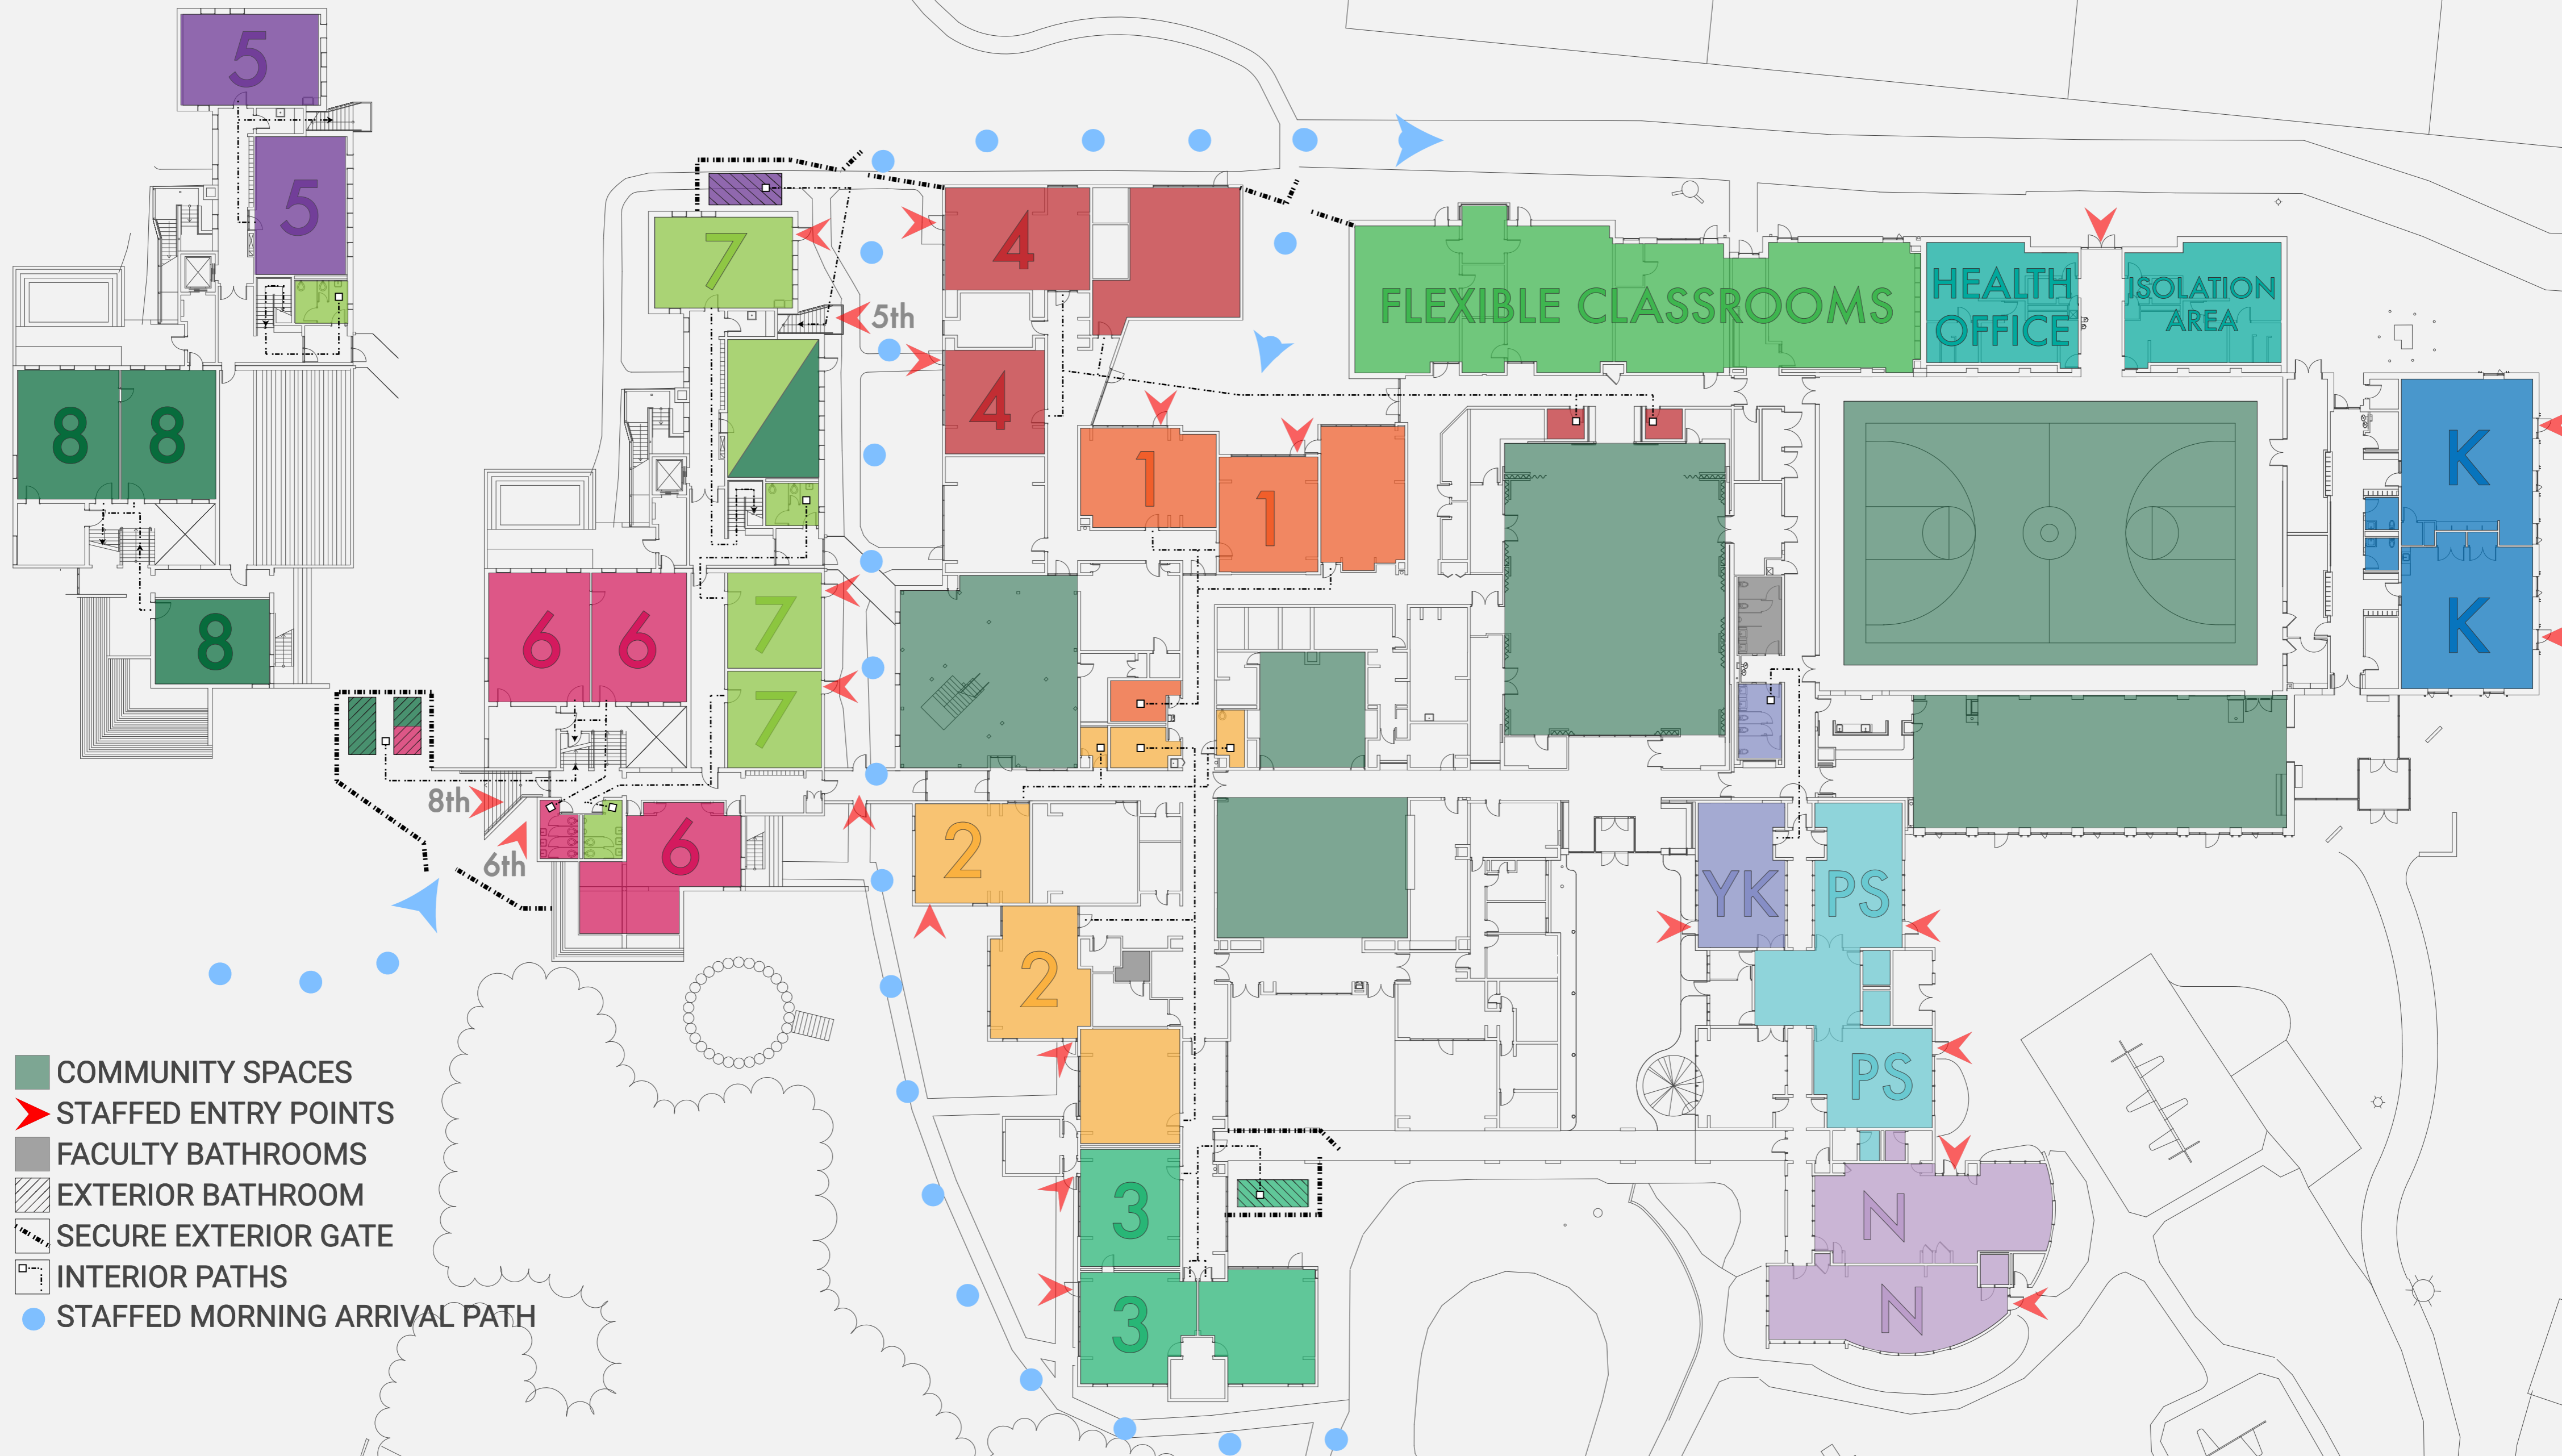 5
5
7
4
5th
FLEXIBLE CLASSROOMS
HEALTH
OFFICE
ISOLATION
AREA
4
8
8
1
1
K
6
6
7
K
8
7
8th
6th
6
2
YK
PS
2
PS
3
N
3
N
COMMUNITY SPACES
STAFFED ENTRY POINTS
FACULTY BATHROOMS
EXTERIOR BATHROOM
SECURE EXTERIOR GATE
INTERIOR PATHS
STAFFED MORNING ARRIVAL PATH